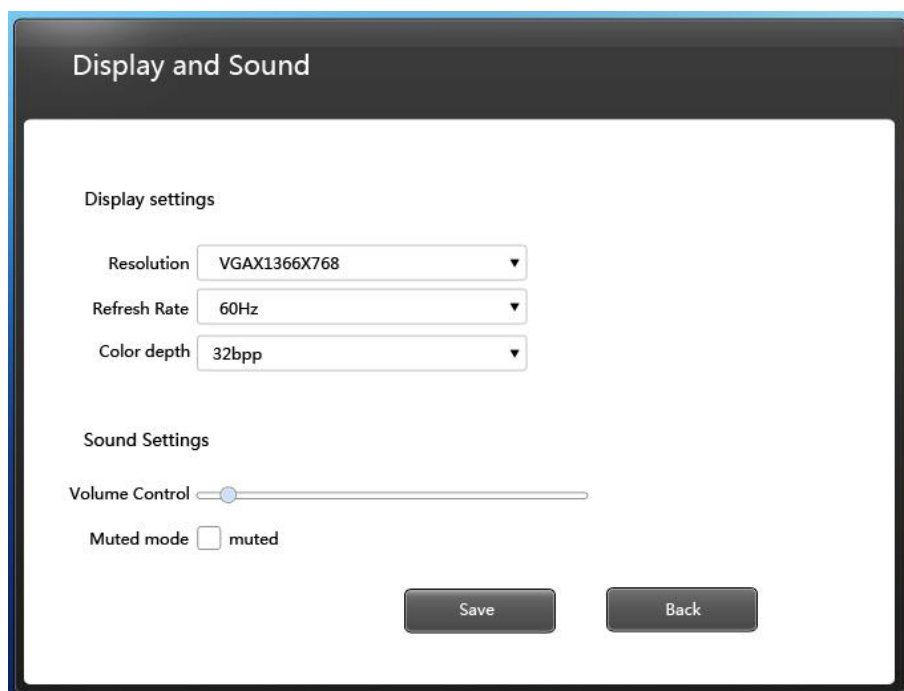 Display and Sound
Display settings
Resolution VGAX1366X768
Refresh Rate 60Hz
Color depth 32bpp
Sound Settings
Volume Control
Muted mode muted
Save Back